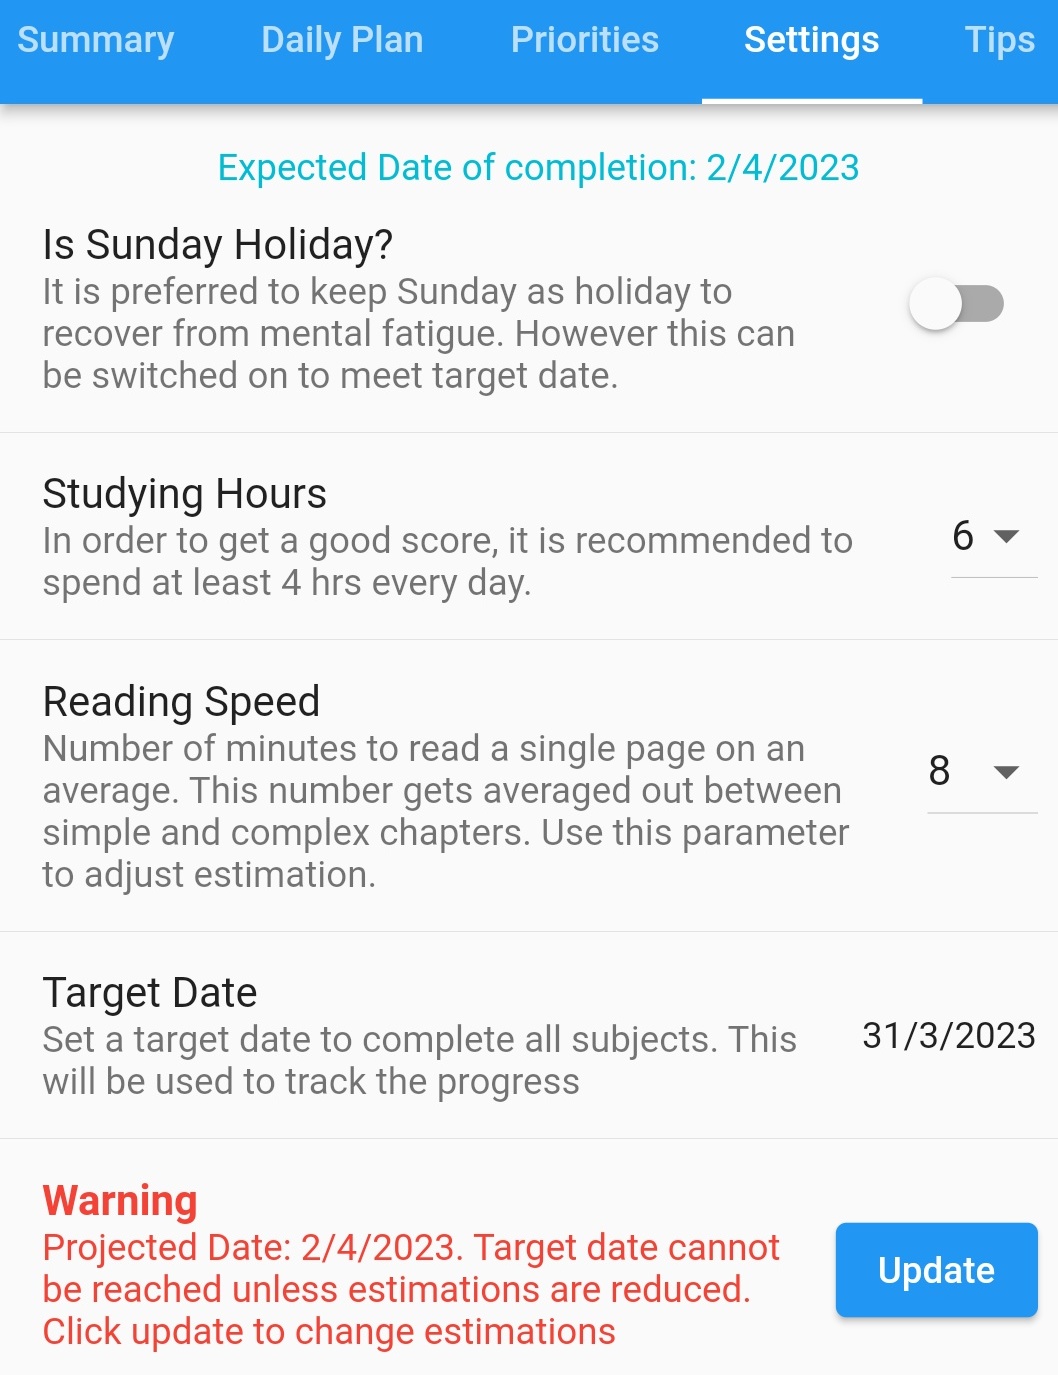 Summary Daily Plan Priorities Settings Tips
Expected Date of completion: 2/4/2023
Is Sunday Holiday?
It is preferred to keep Sunday as holiday to
recover from mental fatigue. However this can
be switched on to meet target date.
Studying Hours
In order to get a good score, it is recommended to
spend at least 4 hrs every day.
6
Reading Speed
Number of minutes to read a single page on an
average. This number gets averaged out between
simple and complex chapters. Use this parameter
to adjust estimation.
8
Target Date
Set a target date to complete all subjects. This
will be used to track the progress
31/3/2023
Warning
Projected Date: 2/4/2023. Target date cannot
be reached unless estimations are reduced.
Click update to change estimations
Update